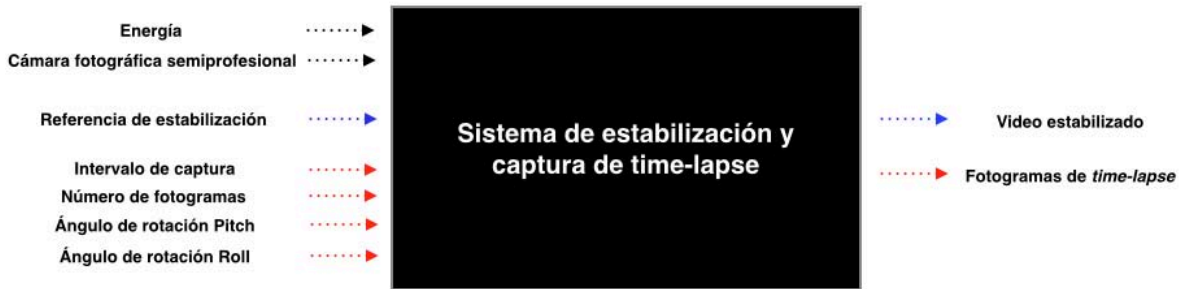 Energía
Cámara fotográfica semiprofesional
Referencia de estabilización
Intervalo de captura
Número de fotogramas
Ángulo de rotación Pitch
Ángulo de rotación Roll
Sistema de estabilización y
captura de time-lapse
Video estabilizado
Fotogramas de time-lapse